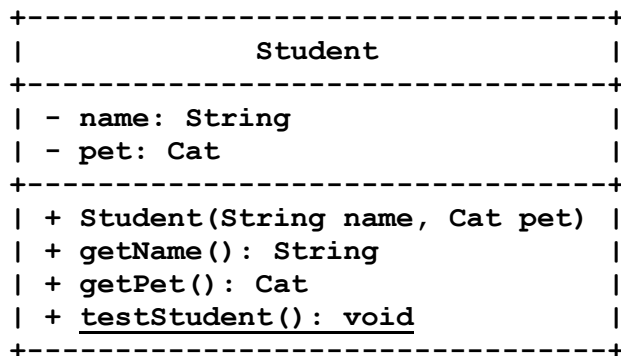 +---------------------------------+
|             Student             |
+---------------------------------+
| - name: String                  |
| - pet: Cat                      |
+---------------------------------+
| + Student(String name, Cat pet) |
| + getName(): String             |
| + getPet(): Cat                 |
| + testStudent(): void           |
+---------------------------------+